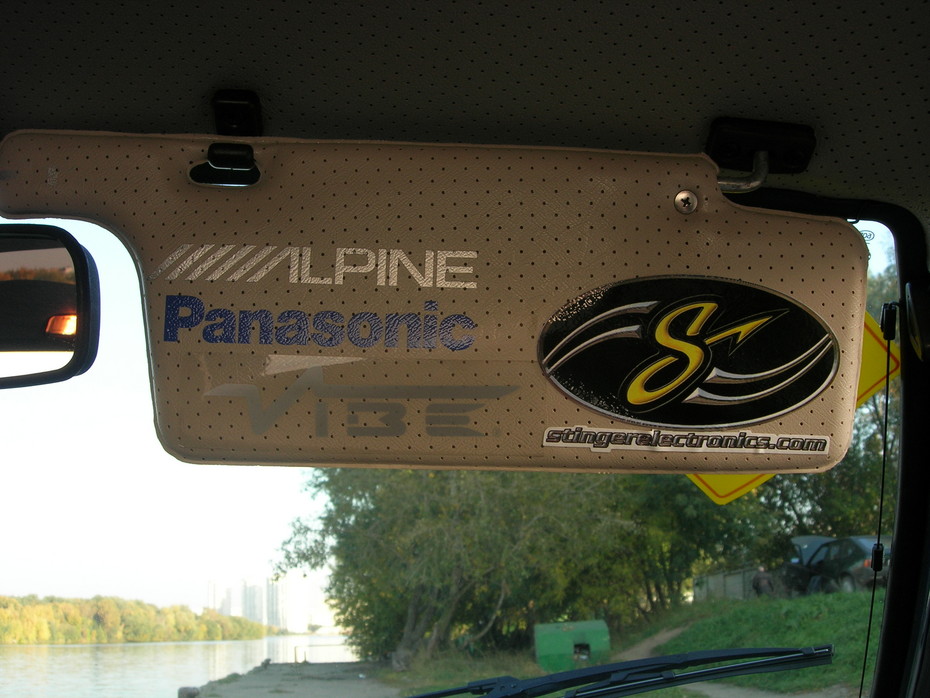 ALPINE
Panasonic
VIBE
S
stingerelectronics.com